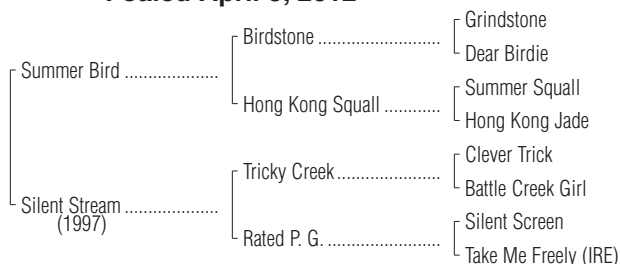 Foaled April 2012
Grindstone
Birdstone ........................
Dear Birdie
Summer Bird ...................
Summer Squall
Hong Kong Squall ...........
Hong Kong Jade
Clever Trick
Tricky Creek....................
Battle Creek Girl
Silent Stream ...................
(1997)
Silent Screen
Rated P. G. ......................
Take Me Freely (IRE)